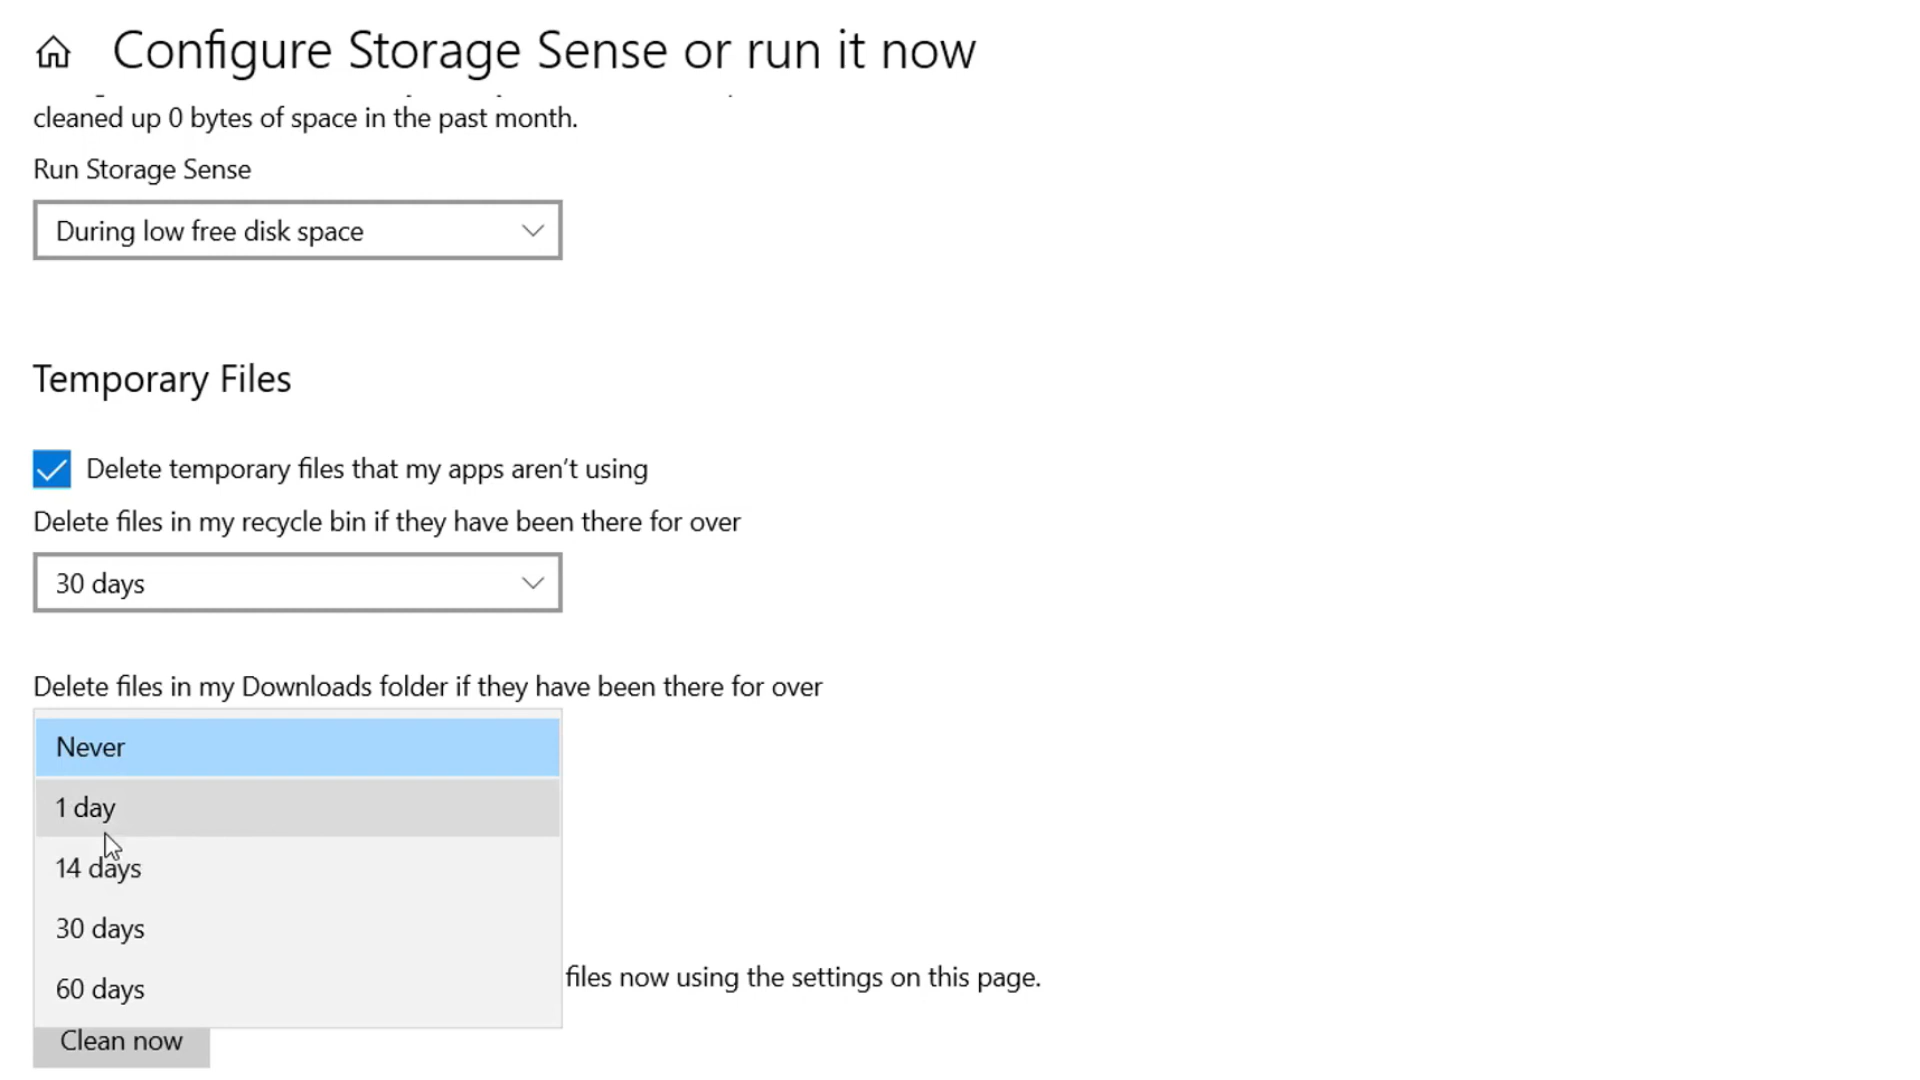 Configure Storage Sense or run it now
cleaned up 0 bytes of space in the past month.
Run Storage Sense
During low free disk space
Temporary Files
Delete temporary files that my apps aren't using
Delete files in my recycle bin if they have been there for over
30 days
Delete files in my Downloads folder if they have been there for over
Never
1 day
14 days
30 days
60 days
files now using the settings on this page.
Clean now